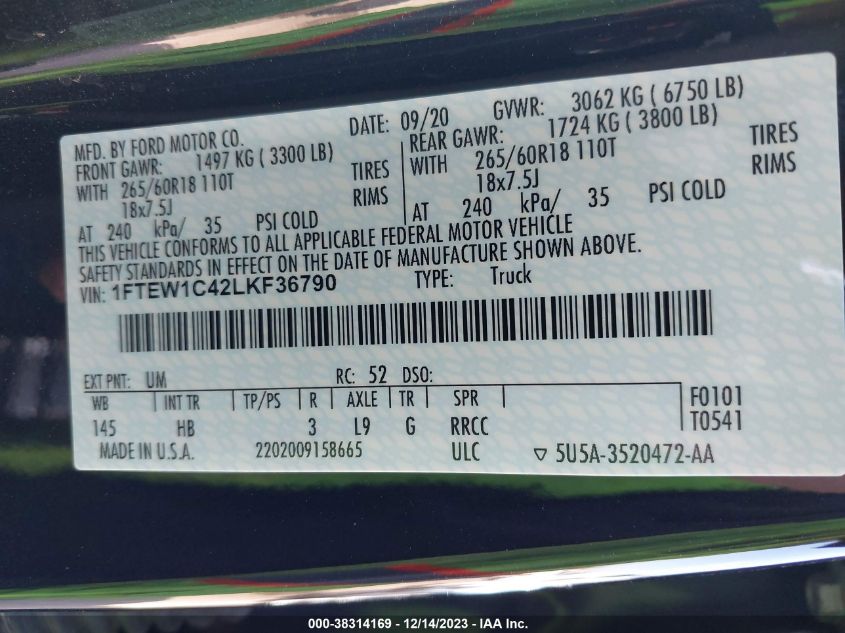 MFD. BY FORD MOTOR CO.
DATE: 09/20
GVWR: 3062 KG ( 6750 LB)
FRONT GAWR: 1497 KG ( 3300 LB)
WITH 265/60R18 110T TIRES
18x7.5J RIMS
AT 240 kPa/ 35 PSI COLD
REAR GAWR: 1724 KG ( 3800 LB)
WITH 265/60R18 110T TIRES
18x7.5J RIMS
AT 240 kPa/ 35 PSI COLD
THIS VEHICLE CONFORMS TO ALL APPLICABLE FEDERAL MOTOR VEHICLE
SAFETY STANDARDS IN EFFECT ON THE DATE OF MANUFACTURE SHOWN ABOVE.
VIN: 1FTEW1C42LKF36790 TYPE: Truck
EXT PNT: UM RC: 52 DSO:
WB INT TR TP/PS R AXLE TR SPR F0101
145 HB 3 L9 G RRCC T0541
MADE IN U.S.A. 2202009158665 ULC ▽ 5U5A-3520472-AA
000-38314169 - 12/14/2023 - IAA Inc.